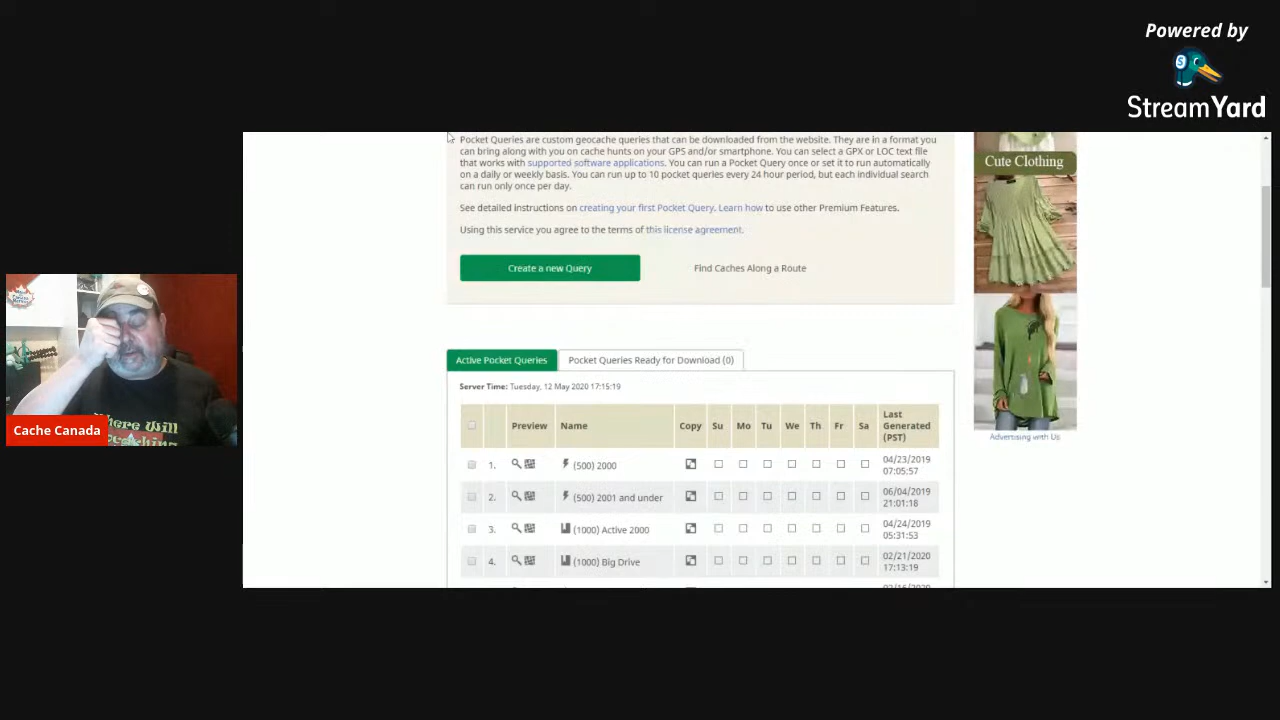 Powered by
StreamYard
Pocket Queries are custom geocache queries that can be downloaded from the website. They are in a format you
can bring along with you on cache hunts on your GPS and/or smartphone. You can select a GPX or LOC text file
that works with supported software applications. You can run a Pocket Query once or set it to run automatically
on a daily or weekly basis. You can run up to 10 pocket queries every 24 hour period, but each individual search
can run only once per day.
See detailed instructions on creating your first Pocket Query. Learn how to use other Premium Features.
Using this service you agree to the terms of this license agreement.
Create a new Query Find Caches Along a Route
Cute Clothing
Advertising with Us
Active Pocket Queries Pocket Queries Ready for Download (0)
Server Time: Tuesday, 12 May 2020 17:15:19
Preview Name Copy Su Mo Tu We Th Fr Sa Last Generated (PST)
1. (500) 2000 04/23/2019 07:05:57
2. (500) 2001 and under 06/04/2019 21:01:18
3. (1000) Active 2000 04/24/2019 05:31:53
4. (1000) Big Drive 02/21/2020 17:13:19
Cache Canada